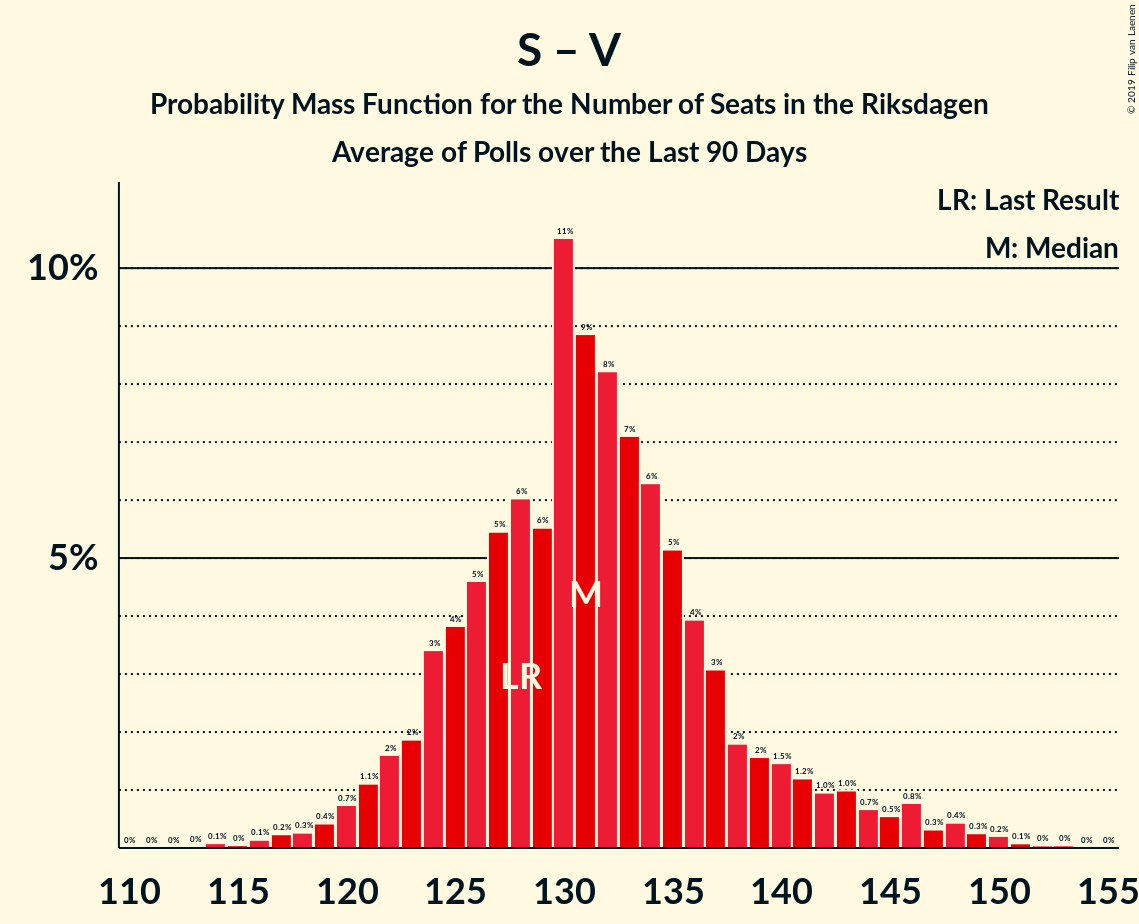 S – V
Probability Mass Function for the Number of Seats in the Riksdagen
Average of Polls over the Last 90 Days
© 2019 Filip van Laenen
LR: Last Result
M: Median
10%
5%
0% 0% 0% 0% 0.1% 0% 0.1% 0.2% 0.3% 0.4% 0.7% 1.1% 2% 2% 3% 4% 5% 5% 6% 6% 11% 9% 8% 7% 6% 5% 4% 3% 2% 2% 1.5% 1.2% 1.0% 1.0% 0.7% 0.5% 0.8% 0.3% 0.4% 0.3% 0.2% 0.1% 0% 0% 0% 0%
M
LR
110 115 120 125 130 135 140 145 150 155